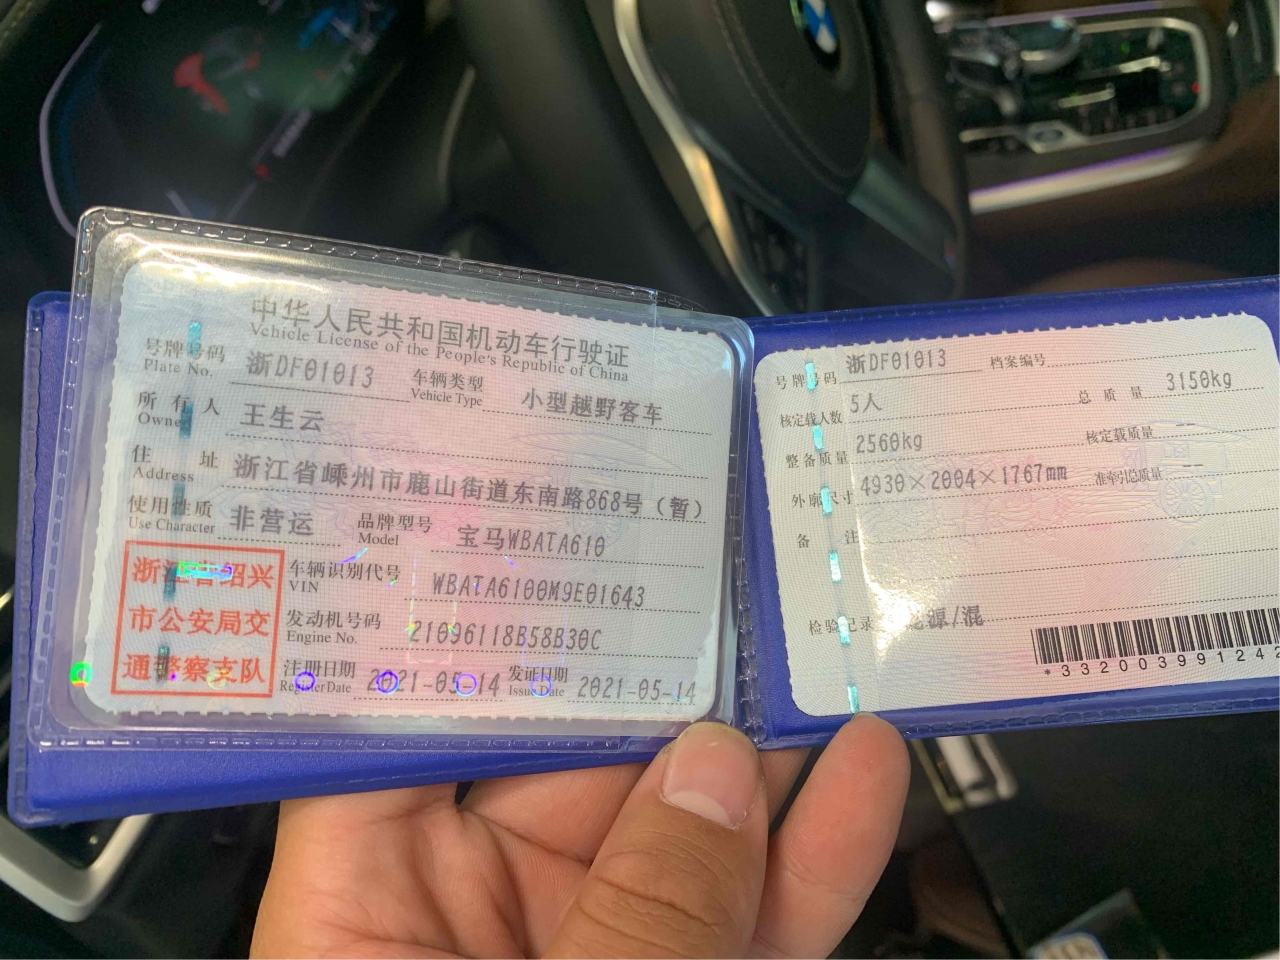 中华人民共和国机动车行驶证
Vehicle License of the People's Republic of China
号牌号码 浙DF01013 车辆类型 小型越野客车
Plate No. Vehicle Type
所有人 王生云
Owner
住址 浙江省嵊州市鹿山街道东南路868号（暂）
Address
使用性质 非营运 品牌型号 宝马WBATA610
Use Character Model
浙江省绍兴
市公安局交
通警察支队
车辆识别代号 WBATA6100M9E01643
VIN
发动机号码 21096118B58B30C
Engine No.
注册日期 2021-05-14 发证日期 2021-05-14
Register Date Issue Date
号牌号码 浙DF01013 档案编号
核定载人数 5人 总质量 3150kg
整备质量 2560kg 核定载质量 --
外廓尺寸 4930×2004×1767mm 准牵引总质量 --
备注
检验记录
*332003991242